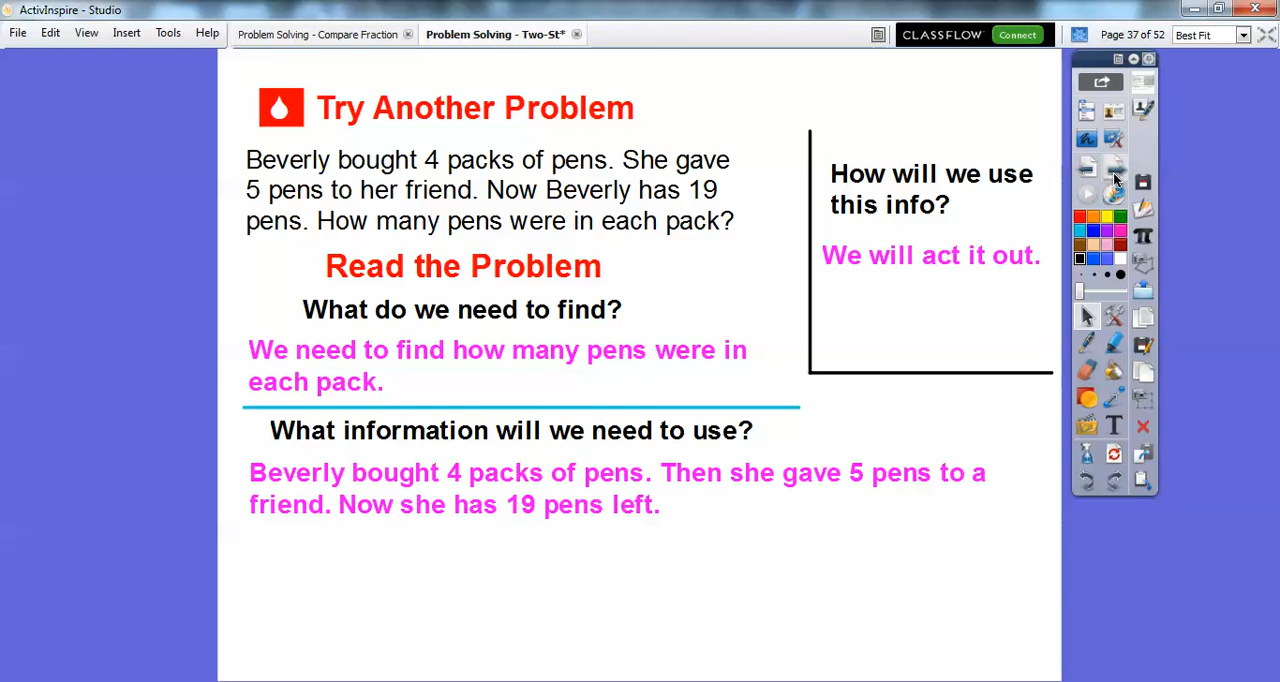 ActivInspire - Studio
File Edit View Insert Tools Help
Problem Solving - Compare Fraction
Problem Solving - Two-St*
CLASSFLOW Connect
Page 37 of 52
Best Fit
Try Another Problem
Beverly bought 4 packs of pens. She gave
5 pens to her friend. Now Beverly has 19
pens. How many pens were in each pack?
Read the Problem
What do we need to find?
We need to find how many pens were in
each pack.
What information will we need to use?
Beverly bought 4 packs of pens. Then she gave 5 pens to a
friend. Now she has 19 pens left.
How will we use
this info?
We will act it out.